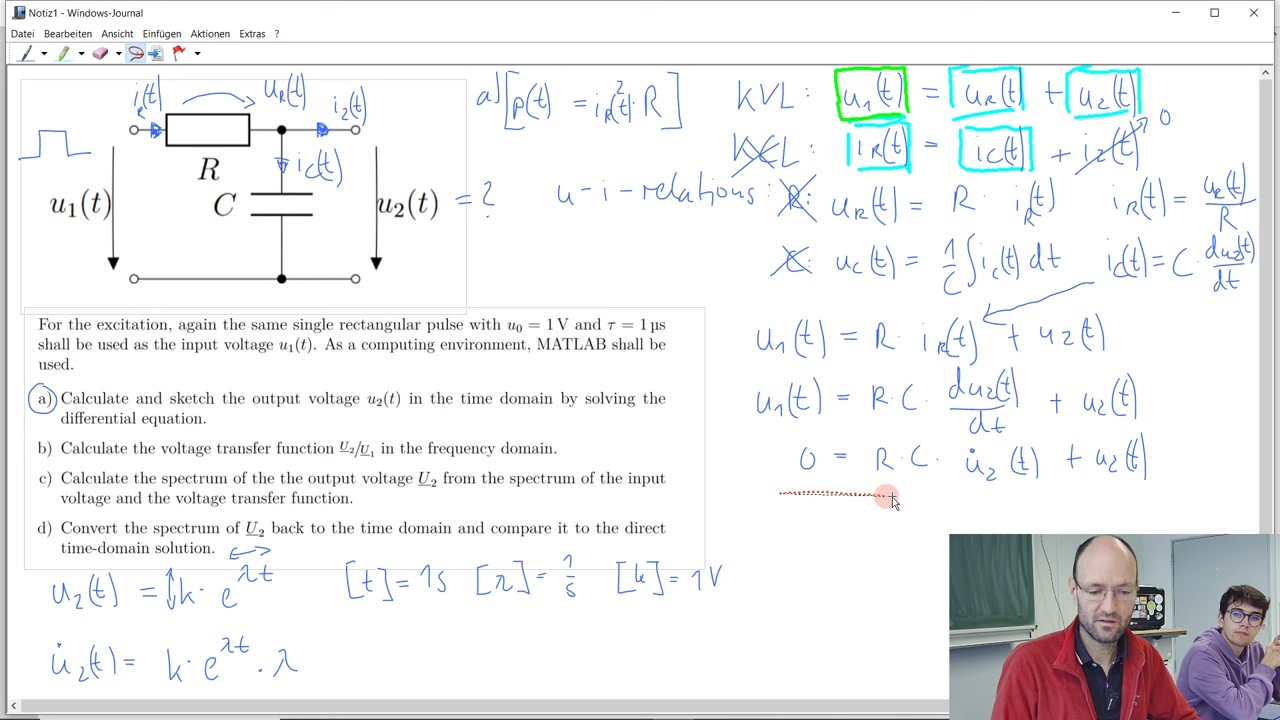 Notiz1 - Windows-Journal
Datei Bearbeiten Ansicht Einfügen Aktionen Extras ?
i_R(t) u_R(t) i_2(t)
a) [p(t) = i_R²(t)·R]
KVL: u_1(t) = u_R(t) + u_2(t)
KCL: i_R(t) = i_C(t) + i_2(t) 0
R i_C(t)
u_1(t) C u_2(t) = ?
u-i-relations: R: u_R(t) = R · i_R(t) i_R(t) = u_R(t)/R
C: u_C(t) = 1/C ∫ i_C(t) dt i_C(t) = C · du_2(t)/dt
u_1(t) = R · i_R(t) + u_2(t)
u_1(t) = R·C· du_2(t)/dt + u_2(t)
0 = R·C· u̇_2(t) + u_2(t)
For the excitation, again the same single rectangular pulse with u_0 = 1 V and τ = 1 µs
shall be used as the input voltage u_1(t). As a computing environment, MATLAB shall be
used.
a) Calculate and sketch the output voltage u_2(t) in the time domain by solving the
differential equation.
b) Calculate the voltage transfer function U_2/U_1 in the frequency domain.
c) Calculate the spectrum of the the output voltage U_2 from the spectrum of the input
voltage and the voltage transfer function.
d) Convert the spectrum of U_2 back to the time domain and compare it to the direct
time-domain solution.
u_2(t) = k· e^λt [t] = 1s [λ] = 1/s [k] = 1V
u̇_2(t) = k· e^λt · λ